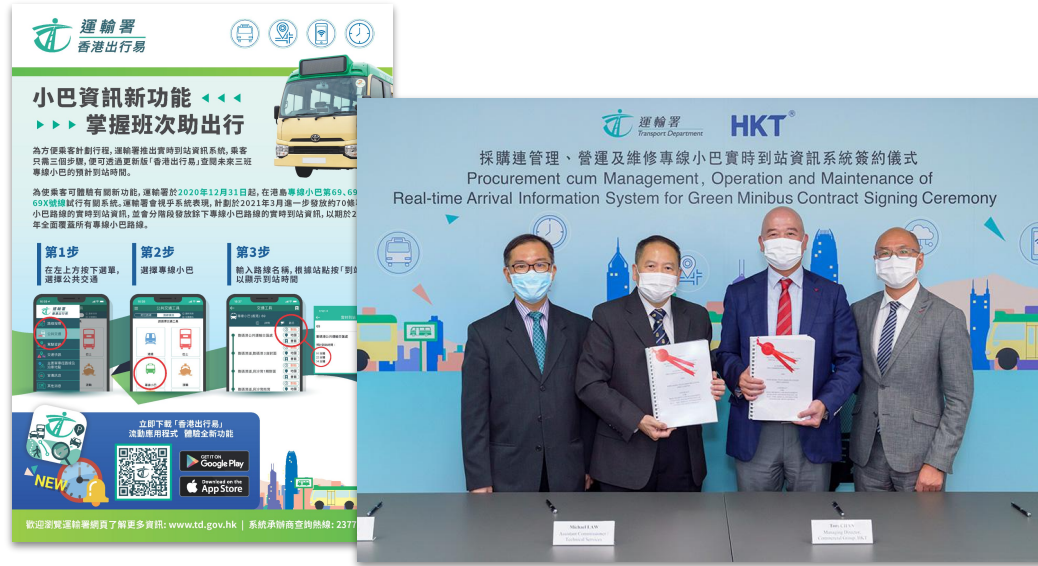 運輸署
香港出行易
小巴資訊新功能
掌握班次助出行
為方便乘客計劃行程，運輸署推出實時到站資訊系統，乘客
只需三個步驟，便可透過更新版「香港出行易」查閱未來三班
專線小巴的預計到站時間。
為使乘客可體驗有關新功能，運輸署於2020年12月31日起，在港島專線小巴第69、69
69X號線試行有關系統。運輸署會視乎系統表現，計劃於2021年3月進一步發放約70條
小巴路線的實時到站資訊，並會分階段發放餘下專線小巴路線的實時到站資訊，以期於2
年全面覆蓋所有專線小巴路線。
第1步
在左上方按下選單，
選擇公共交通
第2步
選擇專線小巴
第3步
輸入路線名稱，根據站點按「到站
以顯示到站時間
立即下載「香港出行易」
流動應用程式 體驗全新功能
NEW
GET IT ON
Google Play
Download on the
App Store
歡迎瀏覽運輸署網頁了解更多資訊: www.td.gov.hk | 系統承辦商查詢熱線: 2377
運輸署
Transport Department
HKT®
採購連管理、營運及維修專線小巴實時到站資訊系統簽約儀式
Procurement cum Management, Operation and Maintenance of
Real-time Arrival Information System for Green Minibus Contract Signing Ceremony
Michael LAW
Assistant Commissioner/
Technical Services
Tom CHAN
Managing Director,
Commercial Group, HKT